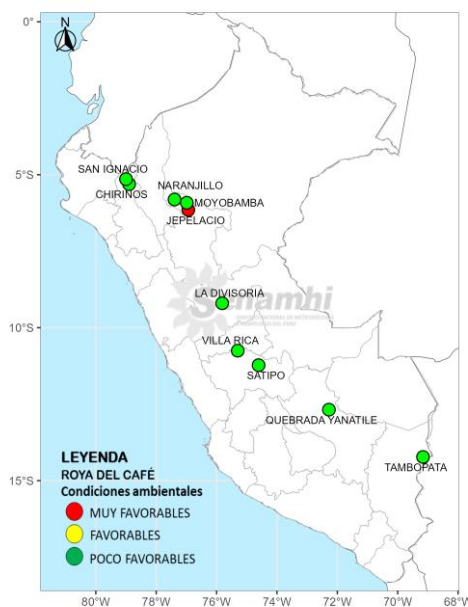 N
0°
SAN IGNACIO
5°S
CHIRINOS
NARANJILLO
MOYOBAMBA
JEPELACIO
LA DIVISORIA
Senamhi
10°S
VILLA RICA
SATIPO
QUEBRADA YANATILE
TAMBOPATA
15°S
LEYENDA
ROYA DEL CAFÉ
Condiciones ambientales
MUY FAVORABLES
FAVORABLES
POCO FAVORABLES
80°W 78°W 76°W 74°W 72°W 70°W 68°W